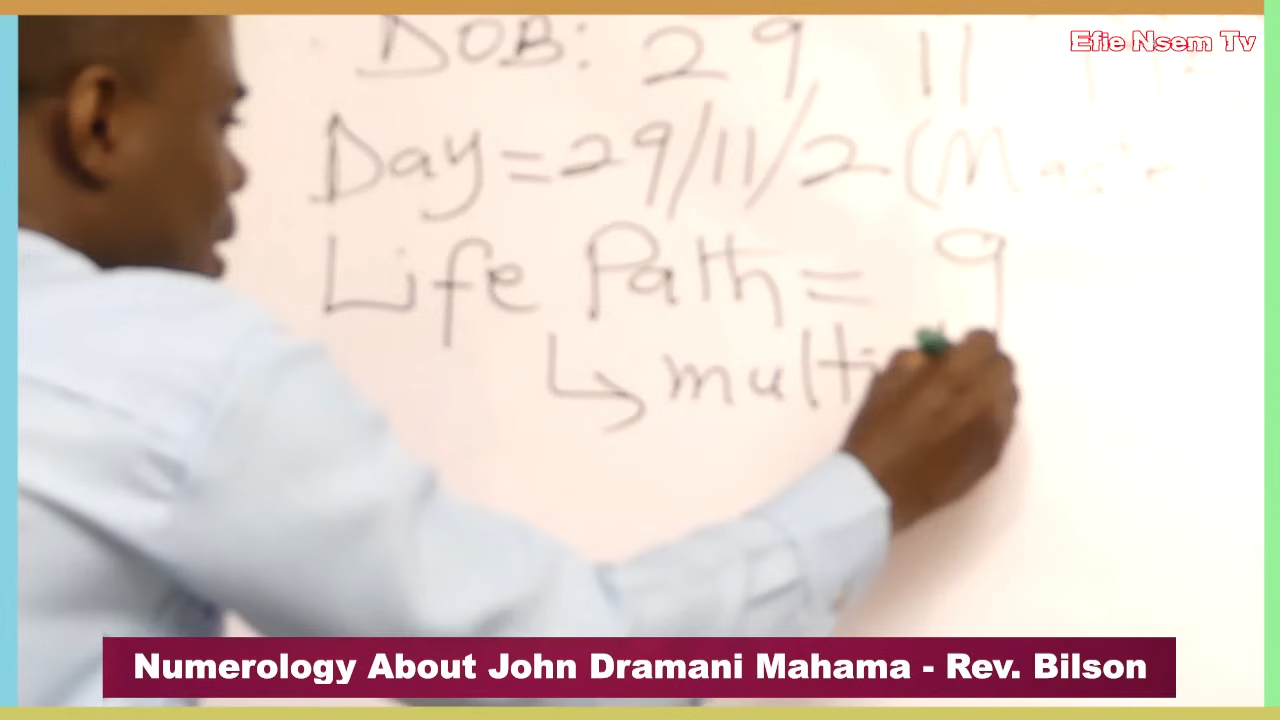 Efie Nsem Tv
DOB: 29 11
Day = 29/11/2 (Master
Life Path = 9
↳ multi
Numerology About John Dramani Mahama - Rev. Bilson